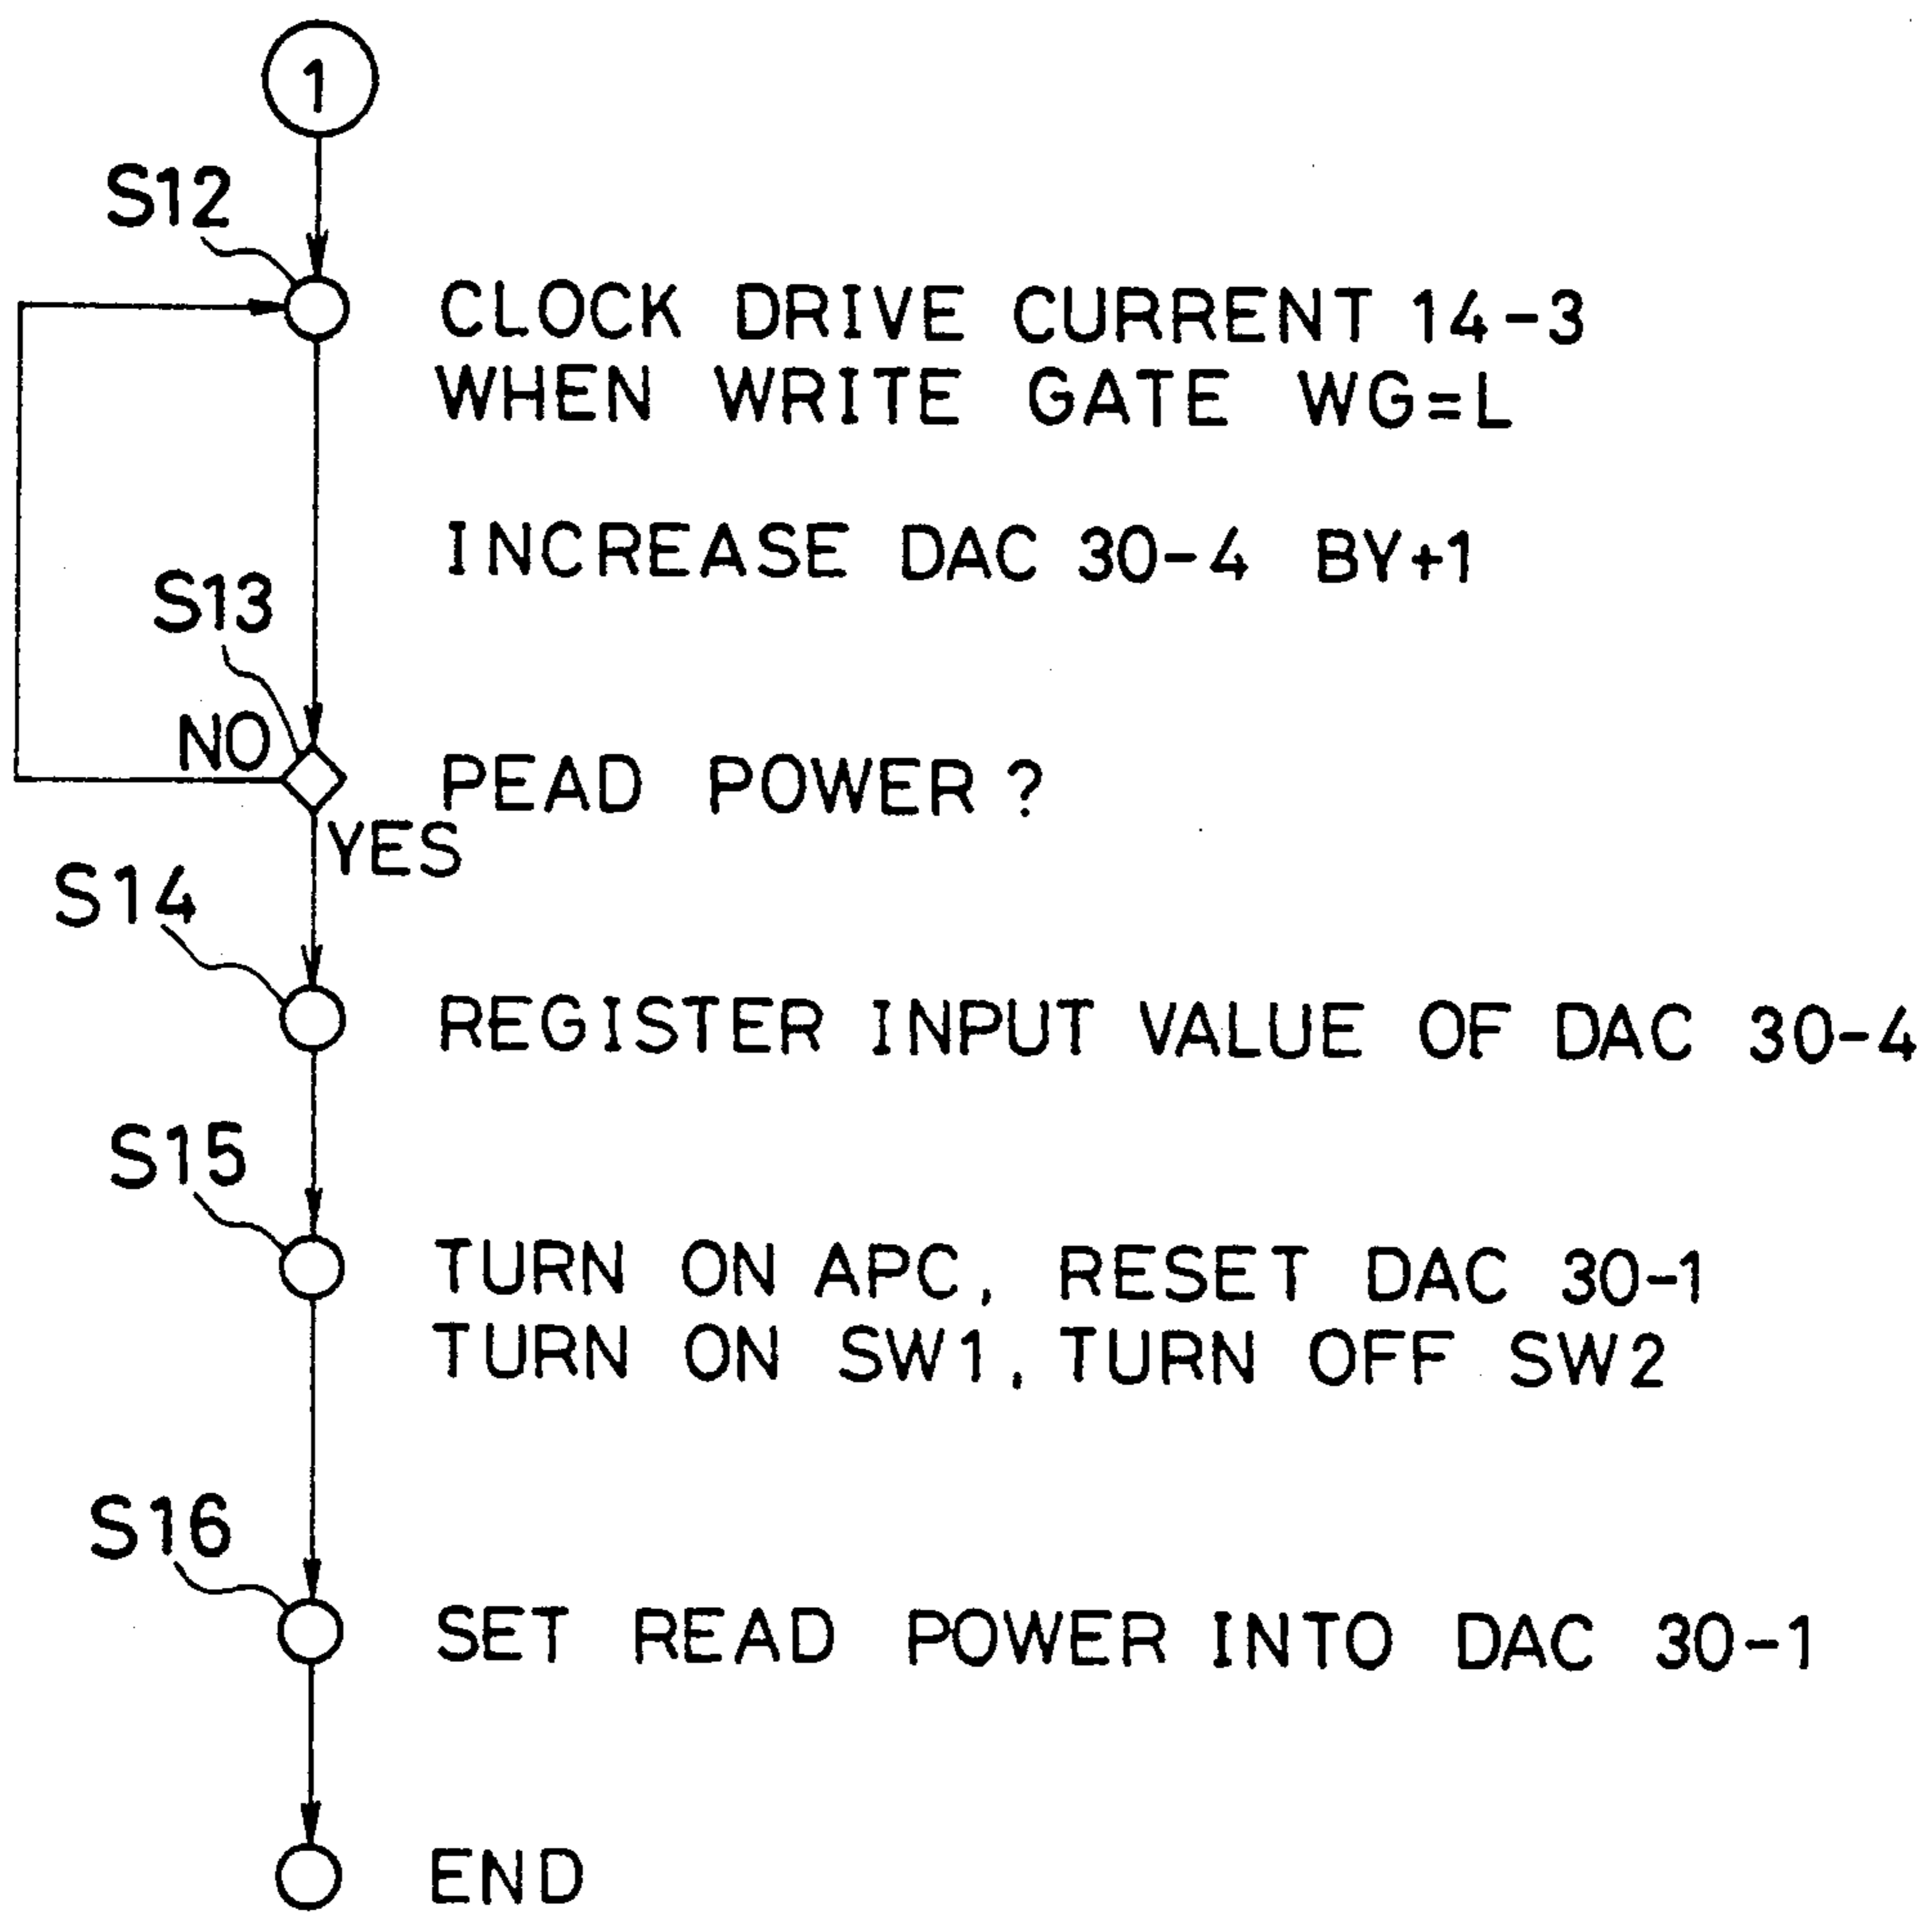 1
S12
CLOCK DRIVE CURRENT 14-3
WHEN WRITE GATE WG=L
INCREASE DAC 30-4 BY+1
S13
NO
PEAD POWER ?
YES
S14
REGISTER INPUT VALUE OF DAC 30-4
S15
TURN ON APC, RESET DAC 30-1
TURN ON SW1, TURN OFF SW2
S16
SET READ POWER INTO DAC 30-1
END